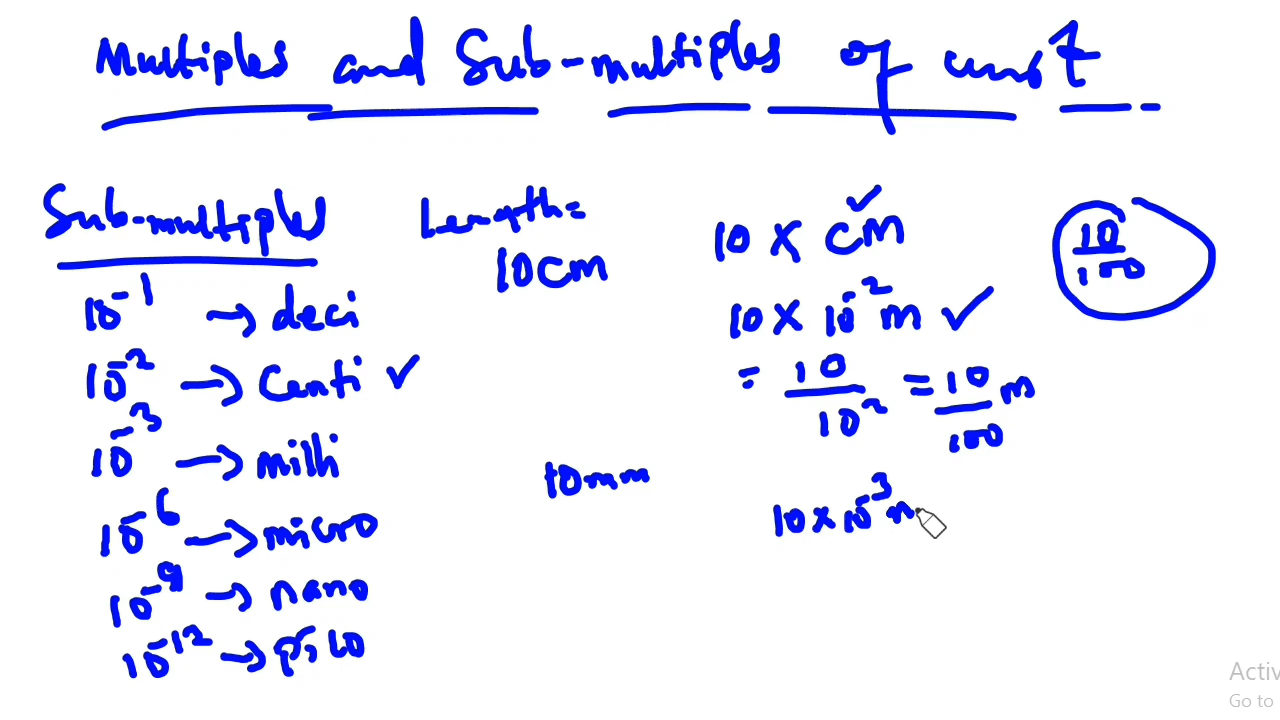 Multiples and Sub-multiples of unit
Sub-multiples
10⁻¹ → deci
10⁻² → Centi ✓
10⁻³ → milli
10⁻⁶ → micro
10⁻⁹ → nano
10⁻¹² → pico
Length =
10cm
10mm
10 × cm ✓
10 × 10⁻² m ✓
= 10/10² = 10/100 m
10 × 10⁻³ m
10/100
Activ
Go to